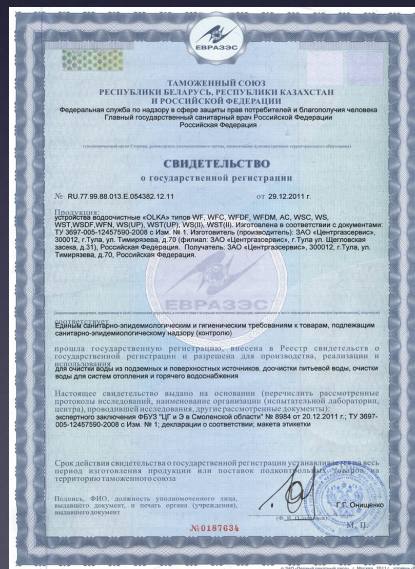 ЕВРАЗЭС
ТАМОЖЕННЫЙ СОЮЗ
РЕСПУБЛИКИ БЕЛАРУСЬ, РЕСПУБЛИКИ КАЗАХСТАН
И РОССИЙСКОЙ ФЕДЕРАЦИИ
Федеральная служба по надзору в сфере защиты прав потребителей и благополучия человека
Главный государственный санитарный врач Российской Федерации
Российская Федерация
СВИДЕТЕЛЬСТВО
о государственной регистрации
№ RU.77.99.88.013.Е.054382.12.11 от 29.12.2011 г.
Продукция:
устройства водоочистные «OLKA» типов WF, WFC, WFDF, WFDM, AC, WSC, WS,
WST,WSDF,WFN, WS(UP), WST(UP), WS(II), WST(II). Изготовлена в соответствии с документами:
ТУ 3697-005-12457590-2008 с Изм. № 1. Изготовитель (производитель): ЗАО «Центргазсервис»,
300012, г.Тула, ул. Тимирязева, д.70 (филиал: ЗАО «Центргазсервис», г.Тула ул. Щегловская
засека, д.31), Российская Федерация. Получатель: ЗАО «Центргазсервис», 300012, г.Тула, ул.
Тимирязева, д.70, Российская Федерация.
ЕВРАЗЭС
соответствует
Единым санитарно-эпидемиологическим и гигиеническим требованиям к товарам, подлежащим
санитарно-эпидемиологическому надзору (контролю)
прошла государственную регистрацию, внесена в Реестр свидетельств о
государственной регистрации и разрешена для производства, реализации и
использования
для очистки воды из подземных и поверхностных источников, доочистки питьевой воды, очистки
воды для систем отопления и горячего водоснабжения
Настоящее свидетельство выдано на основании (перечислить рассмотренные
протоколы исследований, наименование организации (испытательной лаборатории,
центра), проводившей исследования, другие рассмотренные документы):
экспертного заключения ФБУЗ "ЦГ и Э в Смоленской области" № 8984 от 20.12.2011 г.; ТУ 3697-
005-12457590-2008 с Изм. № 1; декларации о соответствии; макета этикетки
Срок действия свидетельства о государственной регистрации устанавливается на весь
период изготовления продукции или поставок подконтрольных товаров на
территорию таможенного союза
Подпись, ФИО, должность уполномоченного лица,
выдавшего документ, и печать органа (учреждения),
выдавшего документ
Г.Г. Онищенко
М. П.
№0187634